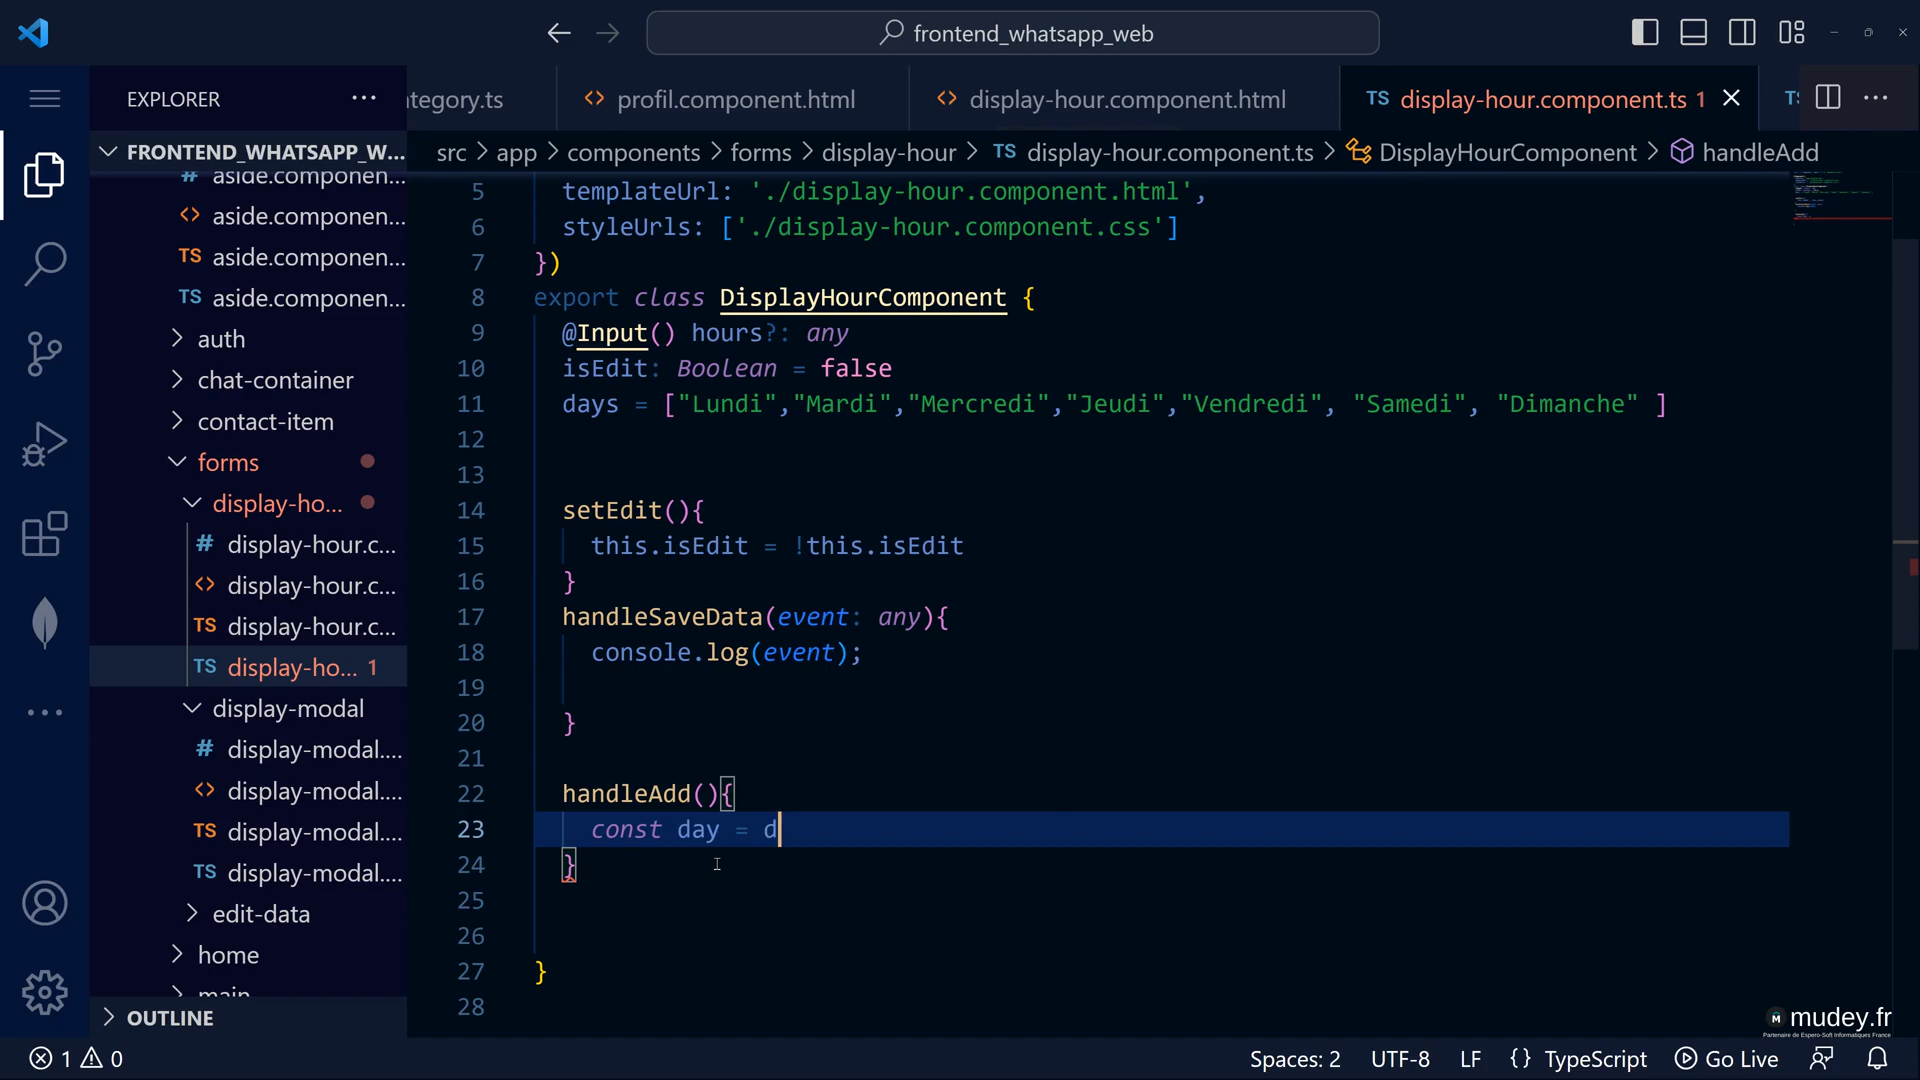 frontend_whatsapp_web
EXPLORER
tegory.ts
profil.component.html
display-hour.component.html
TS display-hour.component.ts 1
FRONTEND_WHATSAPP_W...
src > app > components > forms > display-hour > TS display-hour.component.ts > DisplayHourComponent > handleAdd
# aside.componen...
<> aside.componen...
TS aside.componen...
TS aside.componen...
auth
chat-container
contact-item
forms
display-ho...
# display-hour.c...
<> display-hour.c...
TS display-hour.c...
TS display-ho... 1
display-modal
# display-modal....
<> display-modal....
TS display-modal....
TS display-modal....
edit-data
home
main
OUTLINE
5 templateUrl: './display-hour.component.html',
6 styleUrls: ['./display-hour.component.css']
7 })
8 export class DisplayHourComponent {
9 @Input() hours?: any
10 isEdit: Boolean = false
11 days = ["Lundi","Mardi","Mercredi","Jeudi","Vendredi", "Samedi", "Dimanche" ]
12
13
14 setEdit(){
15 this.isEdit = !this.isEdit
16 }
17 handleSaveData(event: any){
18 console.log(event);
19
20 }
21
22 handleAdd(){
23 const day = d
24 }
25
26
27 }
28
mudey.fr
Partenaire de Espero-Soft Informatiques France
1 0
Spaces: 2
UTF-8
LF
{} TypeScript
Go Live